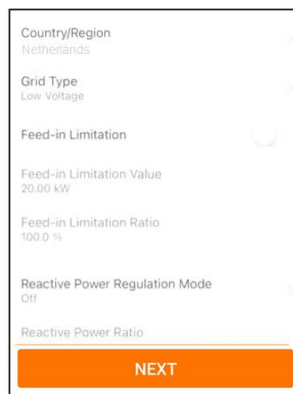 Country/Region
Netherlands
Grid Type
Low Voltage
Feed-in Limitation
Feed-in Limitation Value
20.00 kW
Feed-in Limitation Ratio
100.0 %
Reactive Power Regulation Mode
Off
Reactive Power Ratio
NEXT